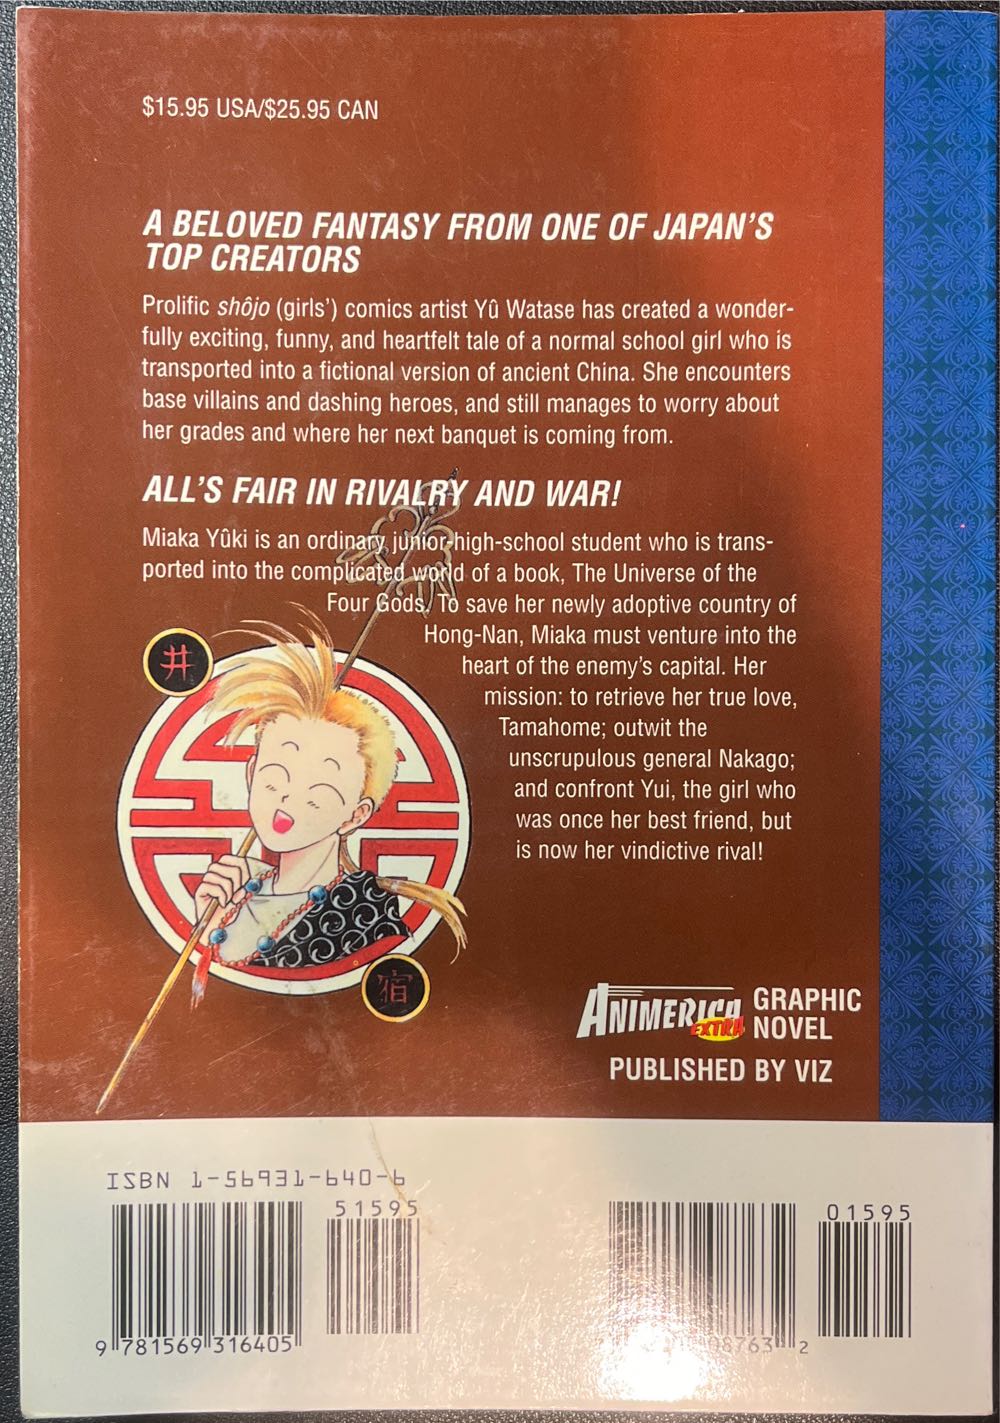 $15.95 USA/$25.95 CAN
A BELOVED FANTASY FROM ONE OF JAPAN'S
TOP CREATORS
Prolific shôjo (girls') comics artist Yû Watase has created a wonder-
fully exciting, funny, and heartfelt tale of a normal school girl who is
transported into a fictional version of ancient China. She encounters
base villains and dashing heroes, and still manages to worry about
her grades and where her next banquet is coming from.
ALL'S FAIR IN RIVALRY AND WAR!
Miaka Yûki is an ordinary junior-high-school student who is trans-
ported into the complicated world of a book, The Universe of the
Four Gods. To save her newly adoptive country of
Hong-Nan, Miaka must venture into the
heart of the enemy's capital. Her
mission: to retrieve her true love,
Tamahome; outwit the
unscrupulous general Nakago;
and confront Yui, the girl who
was once her best friend, but
is now her vindictive rival!
井
宿
ANIMERICA EXTRA GRAPHIC
NOVEL
PUBLISHED BY VIZ
ISBN 1-56931-640-6
51595
9 781569 316405
01595
08763 2